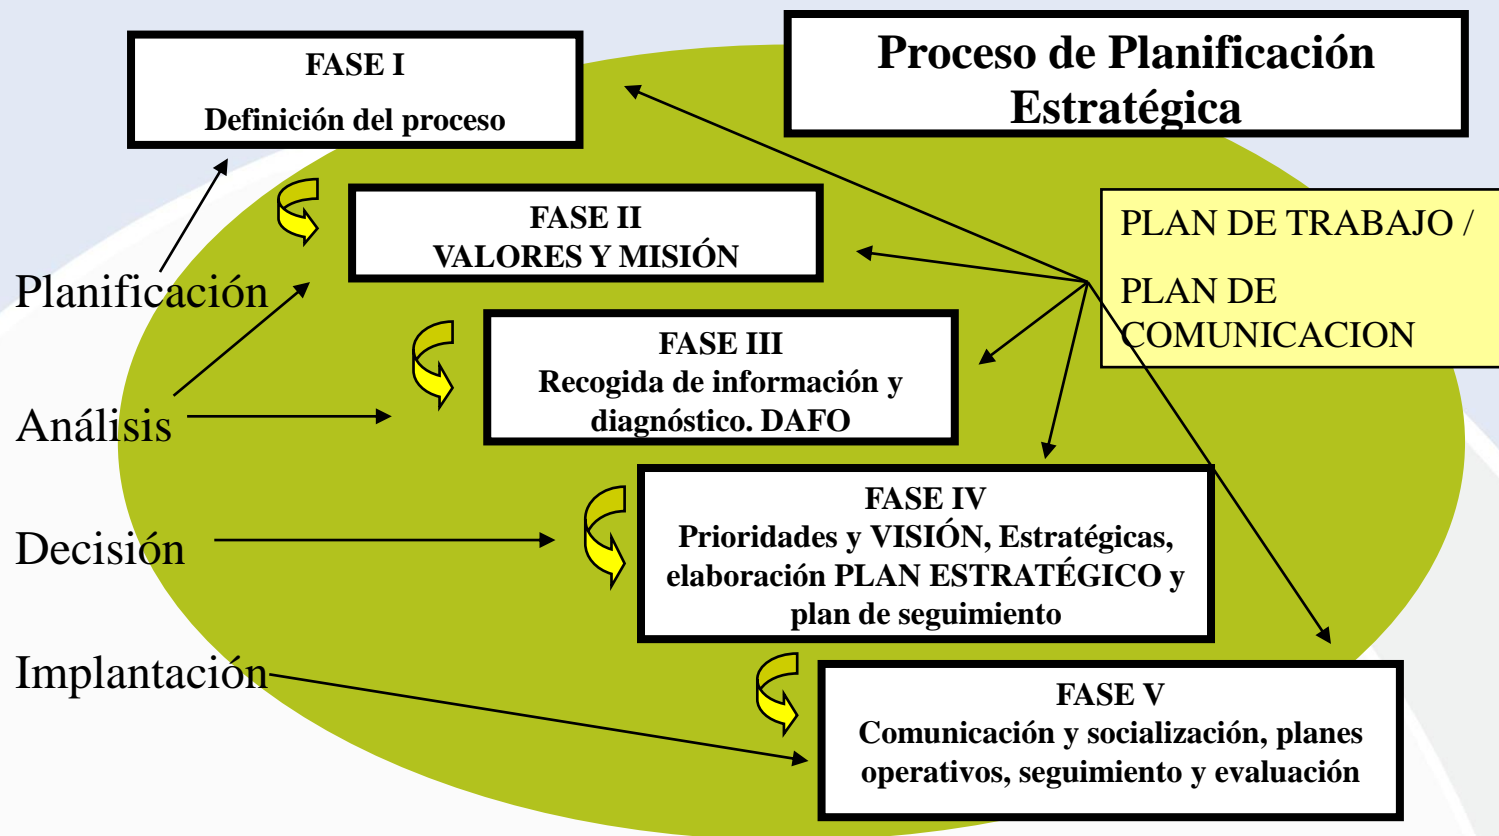 Proceso de Planificación
Estratégica
FASE I
Definición del proceso
FASE II
VALORES Y MISIÓN
PLAN DE TRABAJO /
PLAN DE
COMUNICACION
Planificación
FASE III
Recogida de información y
diagnóstico. DAFO
Análisis
FASE IV
Prioridades y VISIÓN, Estratégicas,
elaboración PLAN ESTRATÉGICO y
plan de seguimiento
Decisión
Implantación
FASE V
Comunicación y socialización, planes
operativos, seguimiento y evaluación